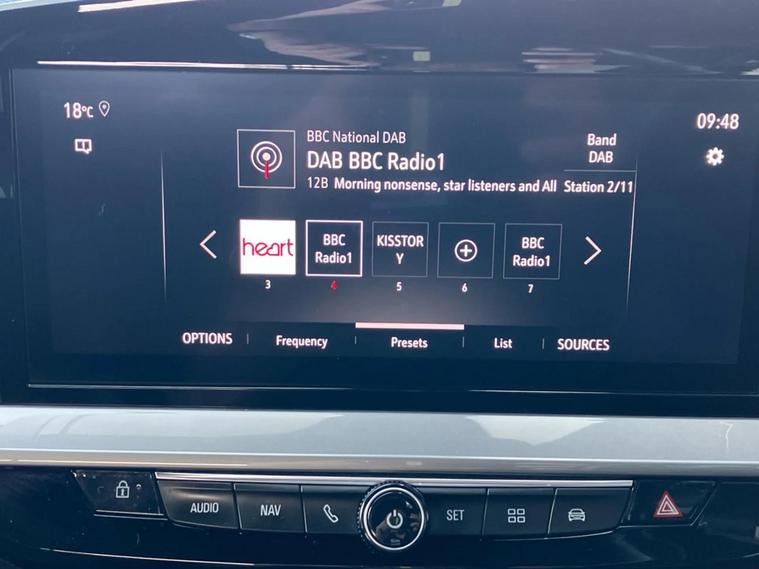 18°C
09:48
BBC National DAB
DAB BBC Radio1
12B Morning nonsense, star listeners and All
Band
DAB
Station 2/11
heart
BBC
Radio1
KISSTOR
Y
BBC
Radio1
3
4
5
6
7
OPTIONS
Frequency
Presets
List
SOURCES
AUDIO
NAV
SET